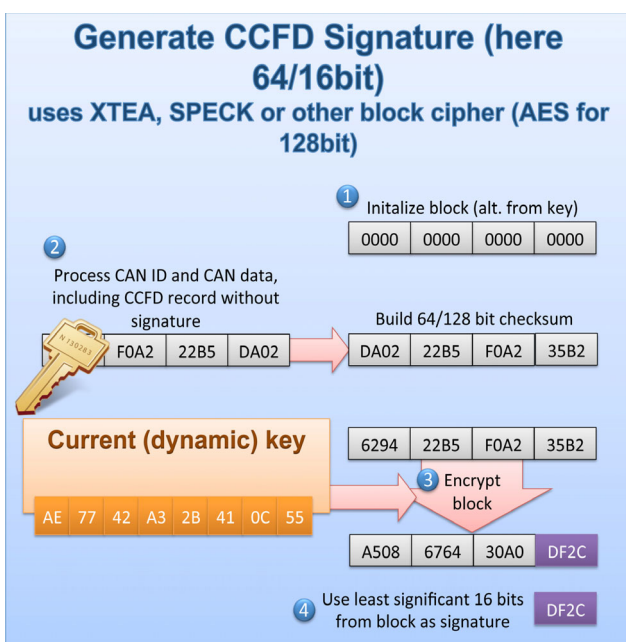 Generate CCFD Signature (here
64/16bit)
uses XTEA, SPECK or other block cipher (AES for
128bit)
1 Initalize block (alt. from key)
0000 0000 0000 0000
2
Process CAN ID and CAN data,
including CCFD record without
signature
N 150283
F0A2 22B5 DA02
Build 64/128 bit checksum
DA02 22B5 F0A2 35B2
Current (dynamic) key
AE 77 42 A3 2B 41 0C 55
6294 22B5 F0A2 35B2
3 Encrypt
block
A508 6764 30A0 DF2C
4 Use least significant 16 bits
from block as signature
DF2C